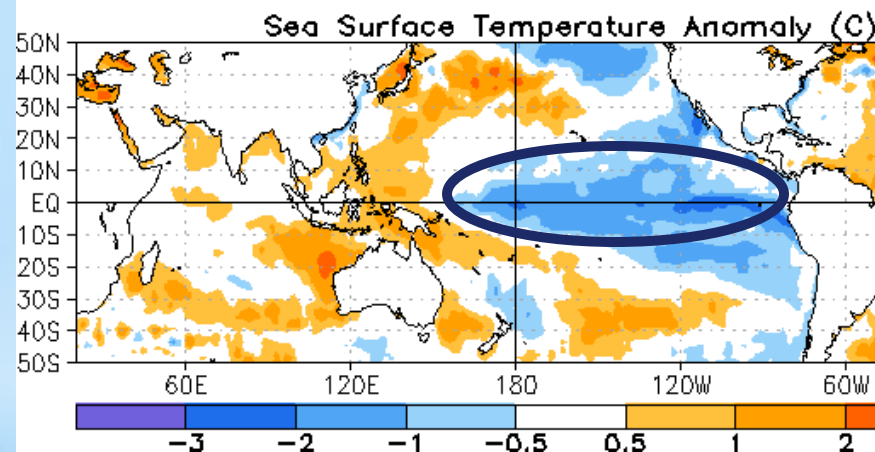 Sea Surface Temperature Anomaly (C)
50N
40N
30N
20N
10N
EQ
10S
20S
30S
40S
50S
60E 120E 180 120W 60W
-3 -2 -1 -0.5 0.5 1 2